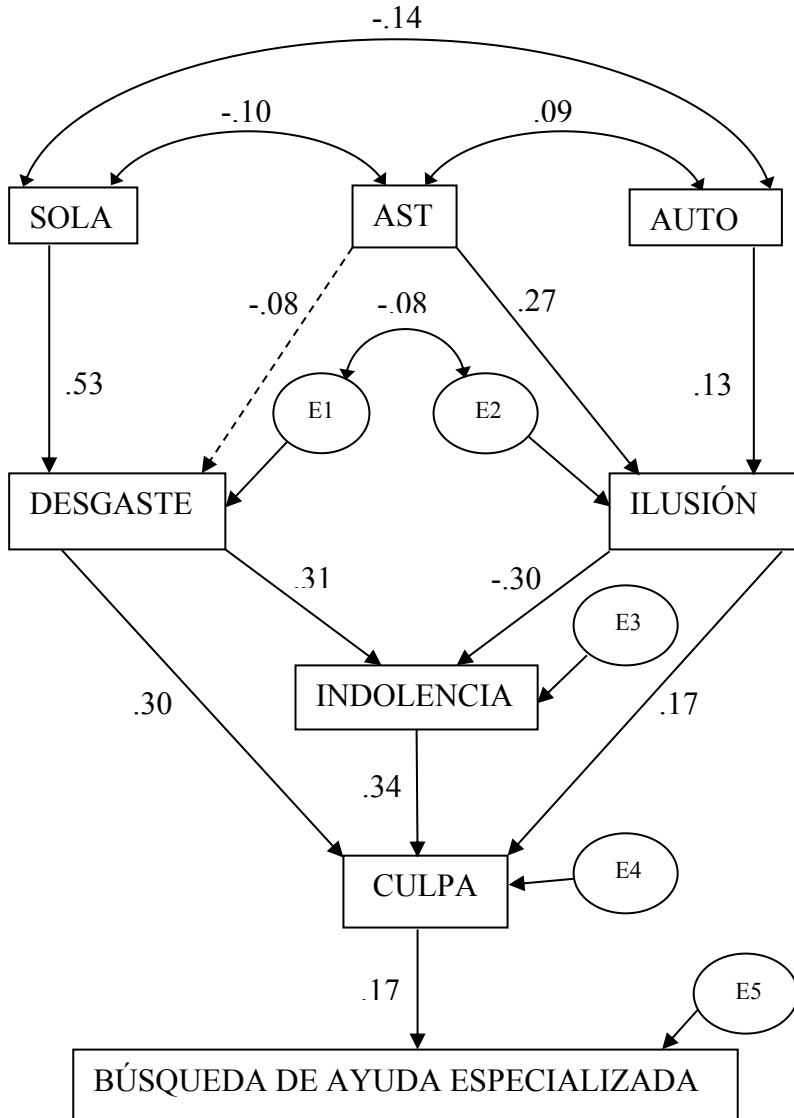 -.14
-.10
.09
SOLA
AST
AUTO
-.08
-.08
.27
.53
.13
E1
E2
DESGASTE
ILUSIÓN
.31
-.30
E3
INDOLENCIA
.30
.17
.34
E4
CULPA
.17
E5
BÚSQUEDA DE AYUDA ESPECIALIZADA